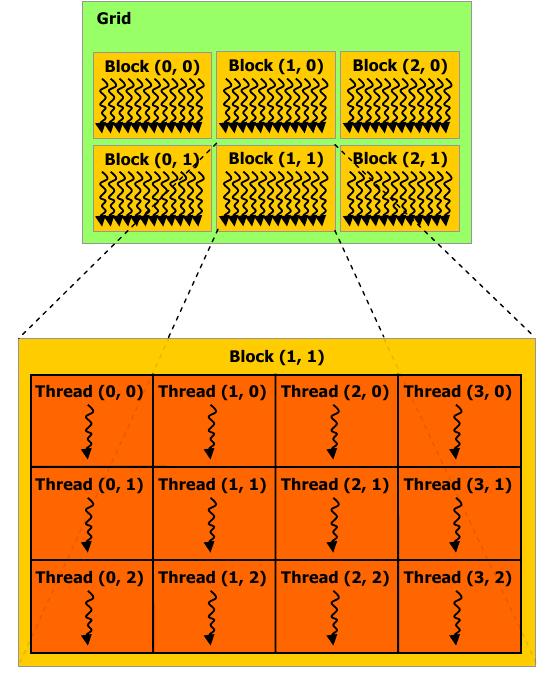 Grid
Block (0, 0) Block (1, 0) Block (2, 0)
Block (0, 1) Block (1, 1) Block (2, 1)
Block (1, 1)
Thread (0, 0) Thread (1, 0) Thread (2, 0) Thread (3, 0)
Thread (0, 1) Thread (1, 1) Thread (2, 1) Thread (3, 1)
Thread (0, 2) Thread (1, 2) Thread (2, 2) Thread (3, 2)